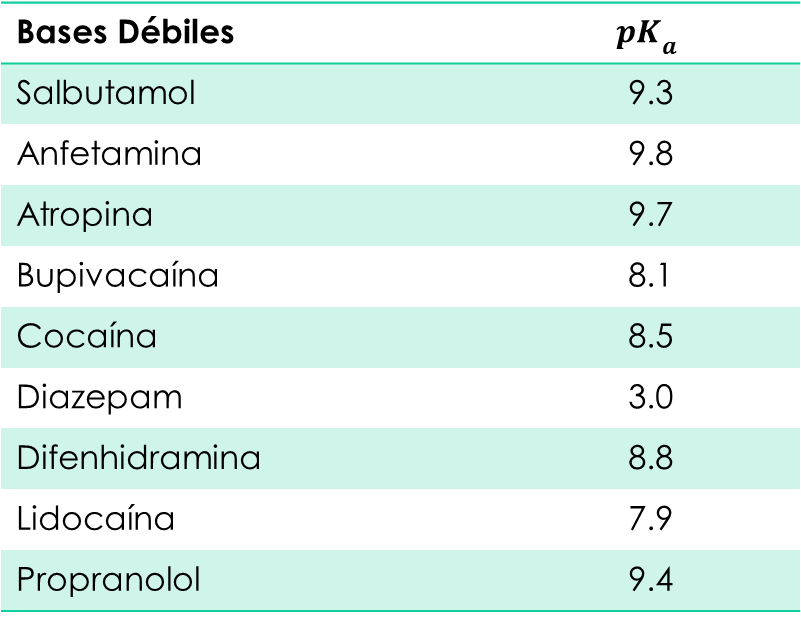 Bases Débiles pKa
Salbutamol 9.3
Anfetamina 9.8
Atropina 9.7
Bupivacaína 8.1
Cocaína 8.5
Diazepam 3.0
Difenhidramina 8.8
Lidocaína 7.9
Propranolol 9.4